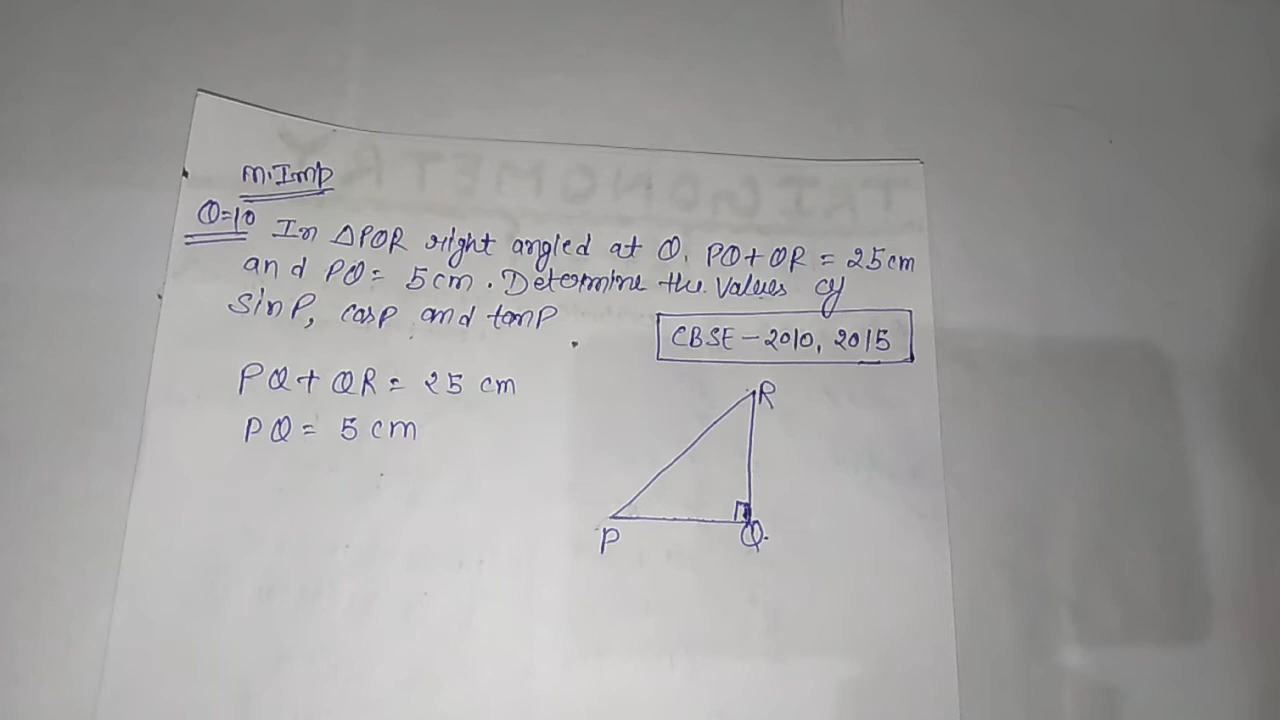 m.Imp
Q=10 In ΔPQR right angled at Q, PQ+QR = 25cm
and PQ = 5cm. Determine the values of
sinP, cosP and tanP
CBSE-2010, 2015
PQ+ QR = 25 cm
PQ = 5 cm
R
P
Q.
TRIGONOMETRY